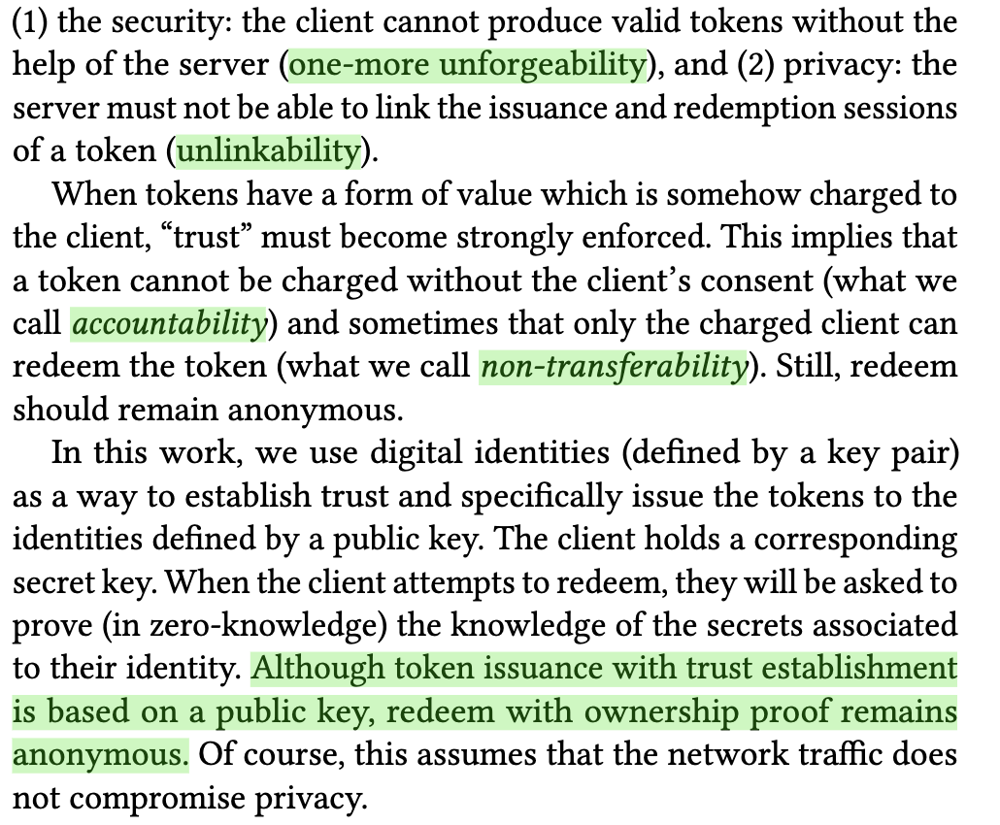 (1) the security: the client cannot produce valid tokens without the
help of the server (one-more unforgeability), and (2) privacy: the
server must not be able to link the issuance and redemption sessions
of a token (unlinkability).
When tokens have a form of value which is somehow charged to
the client, “trust” must become strongly enforced. This implies that
a token cannot be charged without the client’s consent (what we
call accountability) and sometimes that only the charged client can
redeem the token (what we call non-transferability). Still, redeem
should remain anonymous.
In this work, we use digital identities (defined by a key pair)
as a way to establish trust and specifically issue the tokens to the
identities defined by a public key. The client holds a corresponding
secret key. When the client attempts to redeem, they will be asked to
prove (in zero-knowledge) the knowledge of the secrets associated
to their identity. Although token issuance with trust establishment
is based on a public key, redeem with ownership proof remains
anonymous. Of course, this assumes that the network traffic does
not compromise privacy.